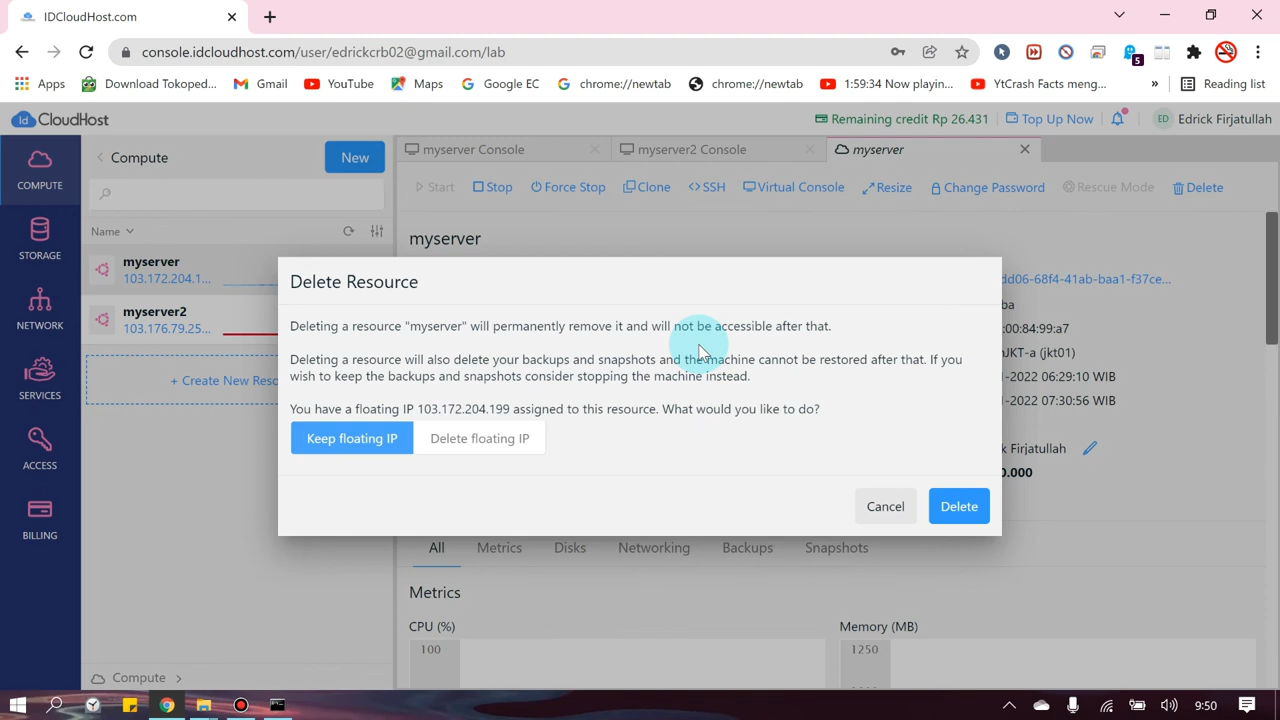 IDCloudHost.com
console.idcloudhost.com/user/edrickcrb02@gmail.com/lab
5
Apps Download Tokoped... Gmail YouTube Maps Google EC chrome://newtab chrome://newtab 1:59:34 Now playin... YtCrash Facts meng... » Reading list
Id CloudHost
Remaining credit Rp 26.431 Top Up Now ED Edrick Firjatullah
COMPUTE
STORAGE
NETWORK
SERVICES
ACCESS
BILLING
Compute New
Name
myserver
103.172.204.1...
myserver2
103.176.79.25...
+ Create New Reso
Compute
myserver Console myserver2 Console myserver
Start Stop Force Stop Clone SSH Virtual Console Resize Change Password Rescue Mode Delete
myserver
dd06-68f4-41ab-baa1-f37ce...
ba
:00:84:99:a7
JKT-a (jkt01)
-2022 06:29:10 WIB
-2022 07:30:56 WIB
k Firjatullah
0.000
Delete Resource
Deleting a resource "myserver" will permanently remove it and will not be accessible after that.
Deleting a resource will also delete your backups and snapshots and the machine cannot be restored after that. If you
wish to keep the backups and snapshots consider stopping the machine instead.
You have a floating IP 103.172.204.199 assigned to this resource. What would you like to do?
Keep floating IP Delete floating IP
Cancel Delete
All Metrics Disks Networking Backups Snapshots
Metrics
CPU (%) Memory (MB)
100 1250
9:50